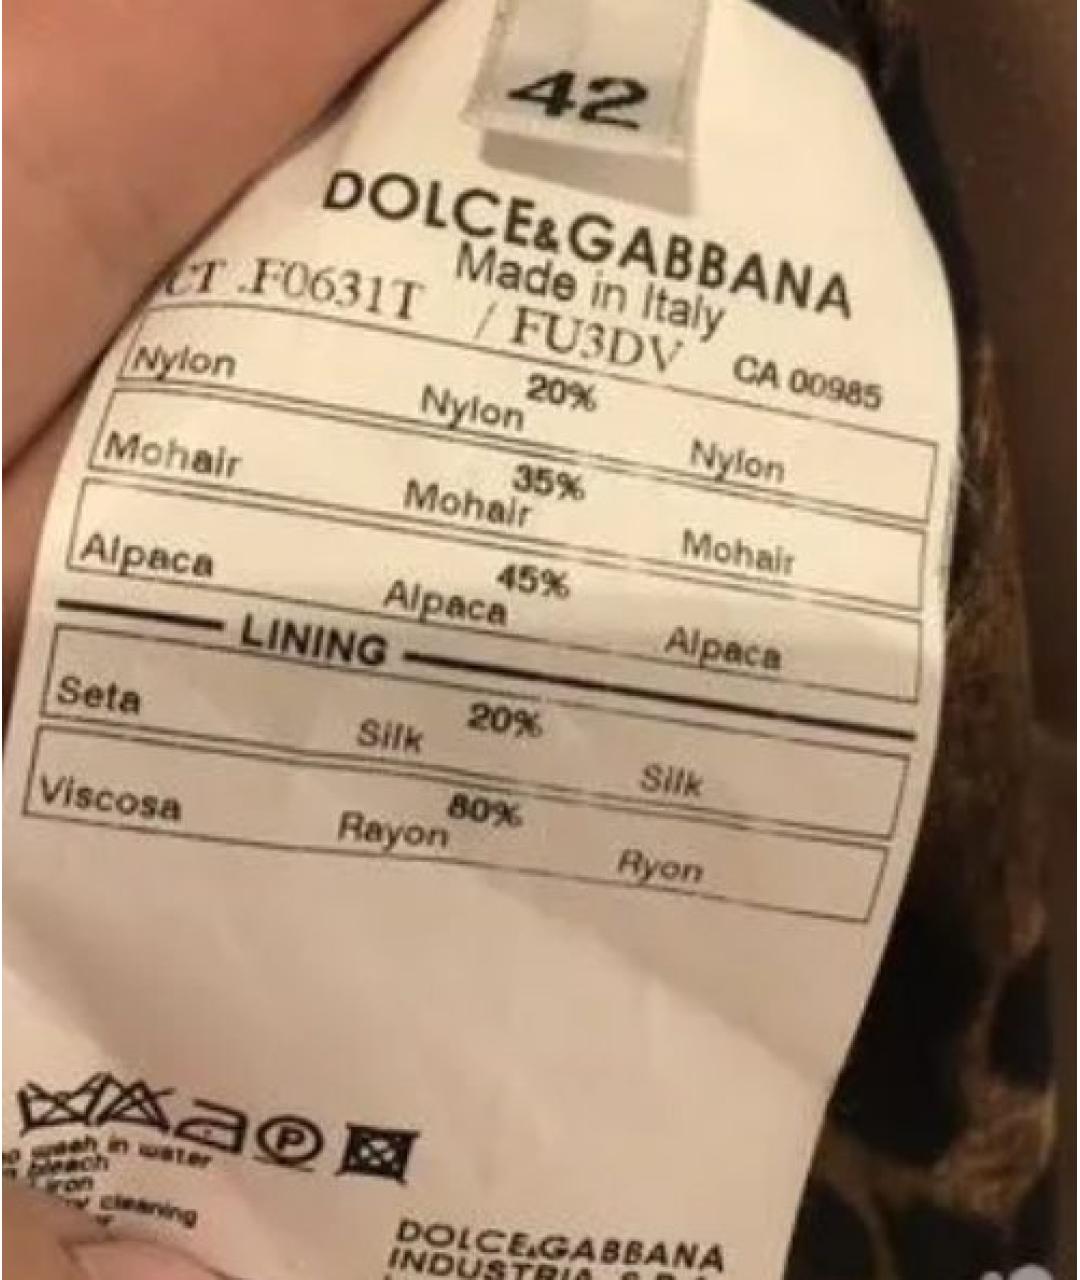 42
DOLCE&GABBANA
Made in Italy
CT .F0631T / FU3DV CA 00985
Nylon 20% Nylon Nylon
Mohair 35% Mohair Mohair
Alpaca 45% Alpaca Alpaca
LINING
Seta 20% Silk Silk
Viscosa 80% Rayon Ryon
P
wash in water
bleach
iron
cleaning
DOLCE&GABBANA
INDUSTRIA S.P.A.